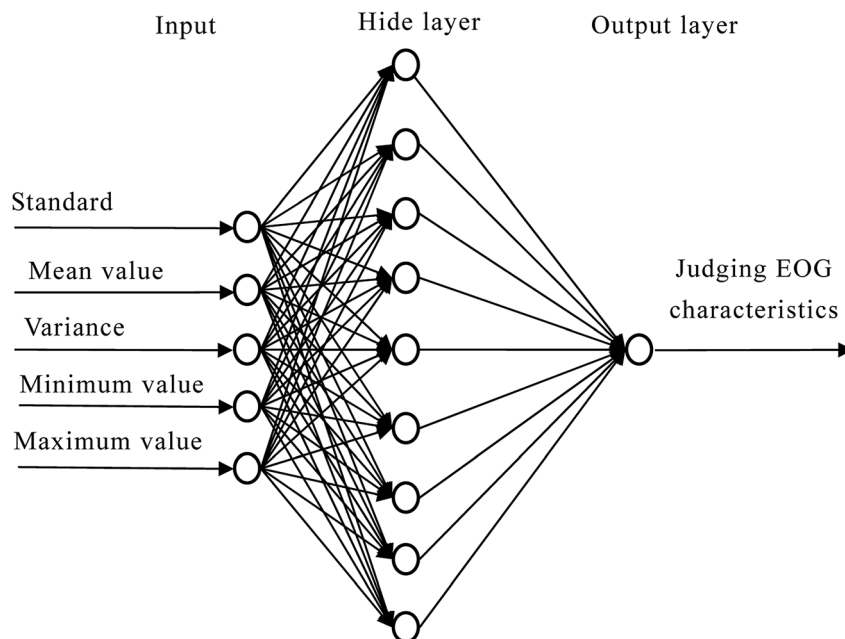 Input
Hide layer
Output layer
Standard
Mean value
Variance
Minimum value
Maximum value
Judging EOG
characteristics